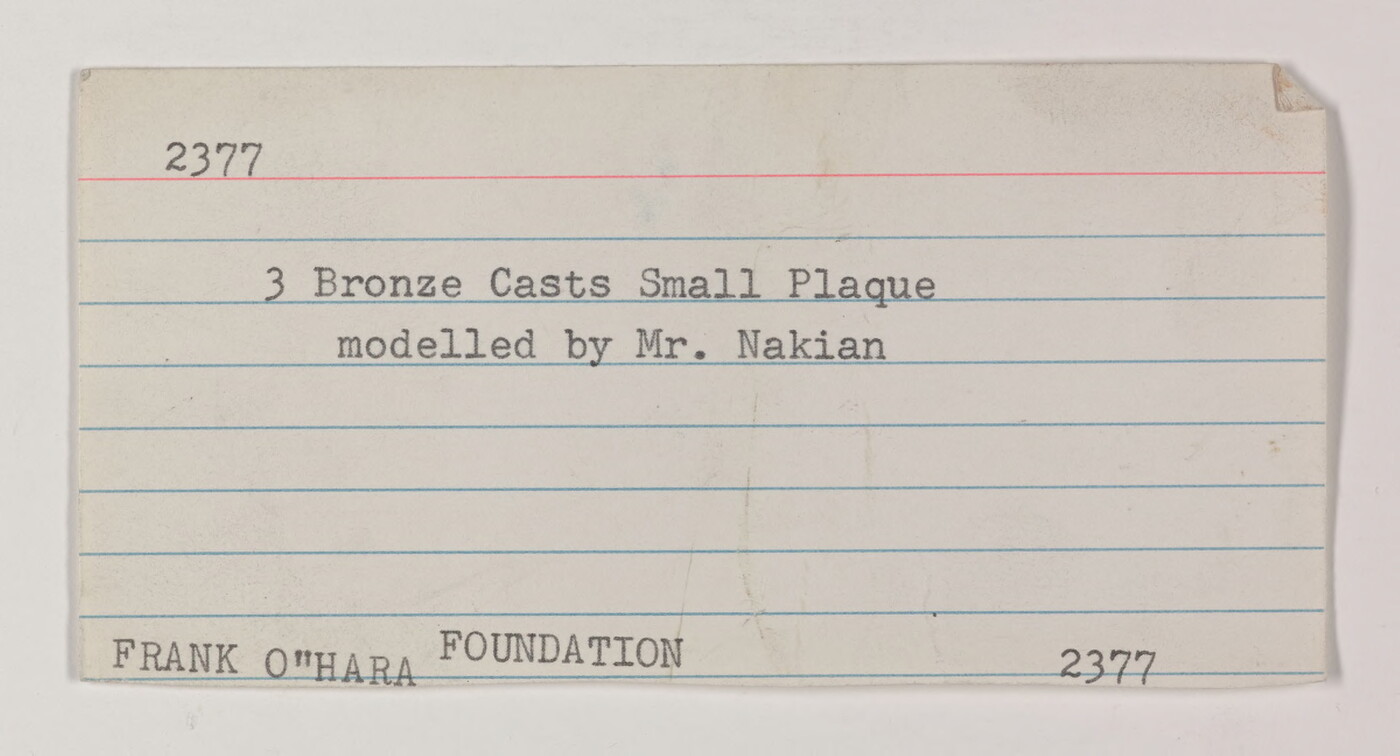 2377
3 Bronze Casts Small Plaque
modelled by Mr. Nakian
FRANK O"HARA FOUNDATION 2377